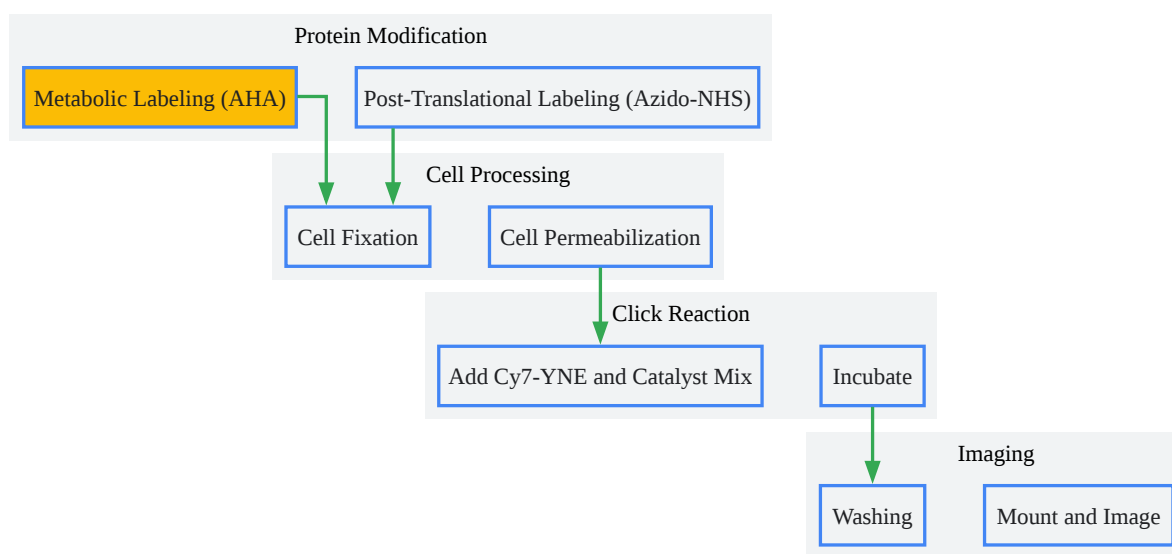 Protein Modification
Metabolic Labeling (AHA)
Post-Translational Labeling (Azido-NHS)
Cell Processing
Cell Fixation
Cell Permeabilization
Click Reaction
Add Cy7-YNE and Catalyst Mix
Incubate
Imaging
Washing
Mount and Image